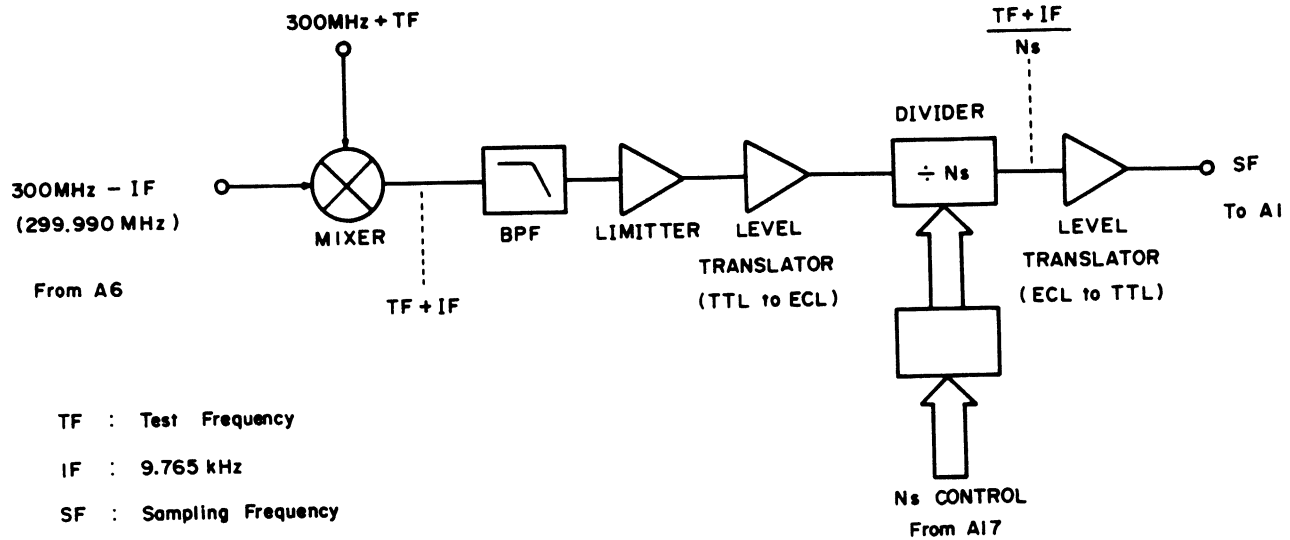 300MHz + TF
TF + IF
Ns
DIVIDER
÷ Ns
300MHz - IF
(299.990 MHz)
From A6
MIXER
BPF
LIMITTER
LEVEL
TRANSLATOR
(TTL to ECL)
LEVEL
TRANSLATOR
(ECL to TTL)
SF
To A1
TF + IF
TF : Test Frequency
IF : 9.765 kHz
SF : Sampling Frequency
Ns CONTROL
From A17